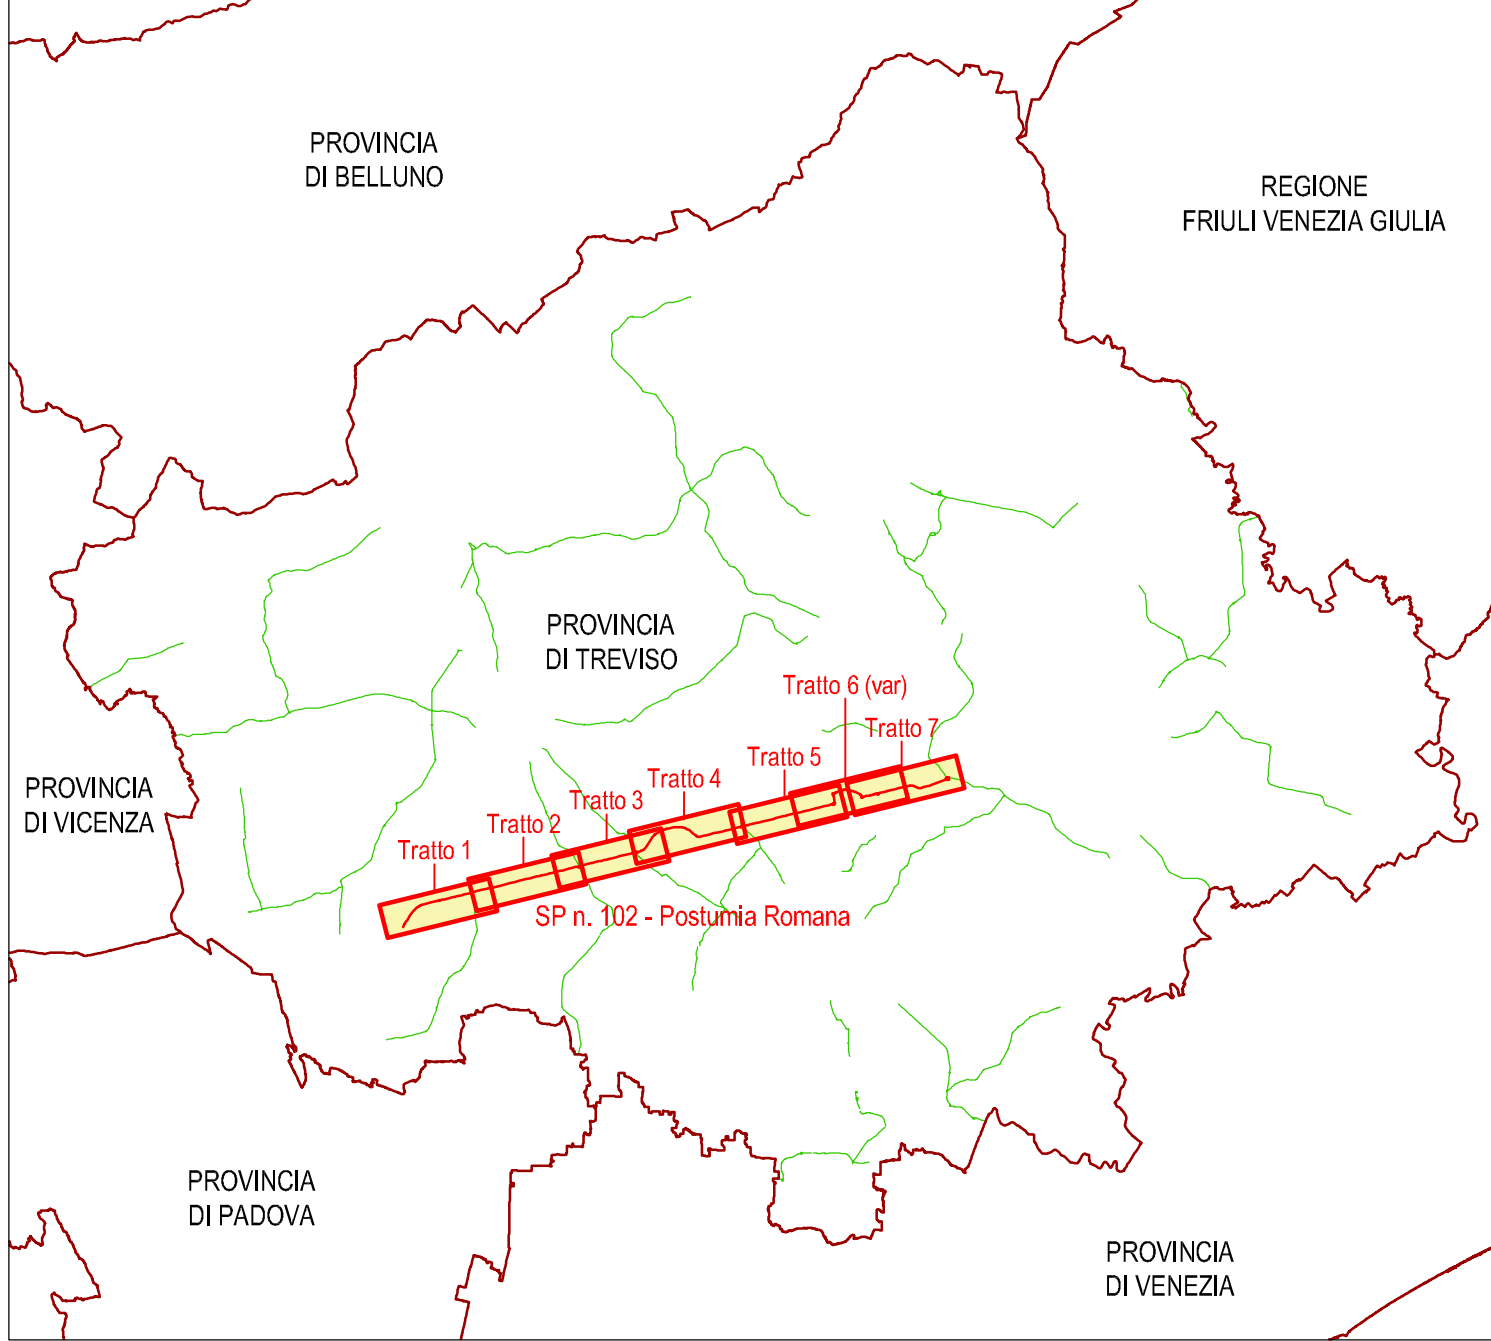 PROVINCIA
DI BELLUNO
REGIONE
FRIULI VENEZIA GIULIA
PROVINCIA
DI TREVISO
Tratto 6 (var)
Tratto 7
Tratto 5
Tratto 4
Tratto 3
Tratto 2
Tratto 1
PROVINCIA
DI VICENZA
SP n. 102 - Postumia Romana
PROVINCIA
DI PADOVA
PROVINCIA
DI VENEZIA